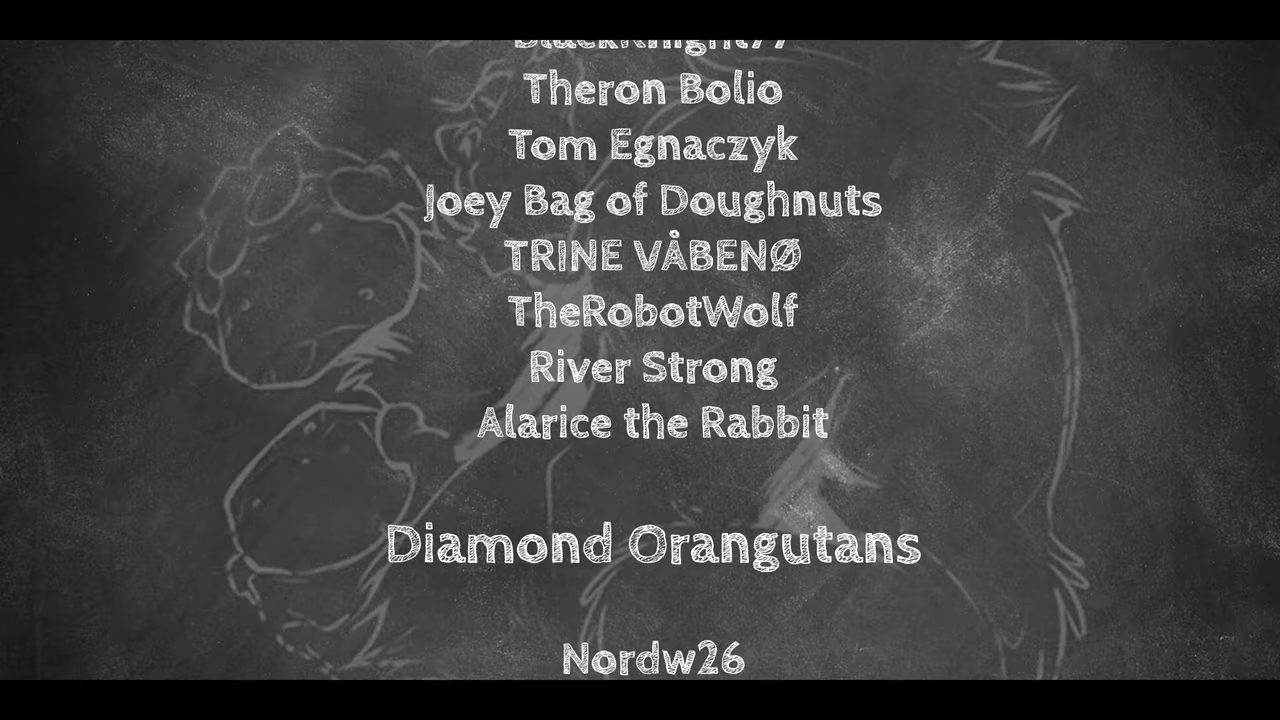 BlackKnight77
Theron Bolio
Tom Egnaczyk
Joey Bag of Doughnuts
TRINE VÅBENØ
TheRobotWolf
River Strong
Alarice the Rabbit
Diamond Orangutans
Nordw26